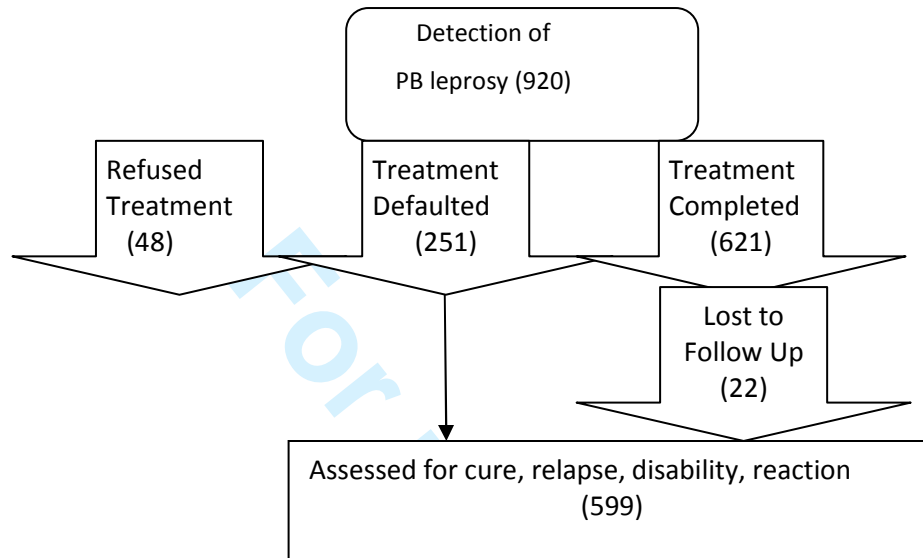 Detection of
PB leprosy (920)
Refused
Treatment
(48)
Treatment
Defaulted
(251)
Treatment
Completed
(621)
Lost to
Follow Up
(22)
For
Assessed for cure, relapse, disability, reaction
(599)